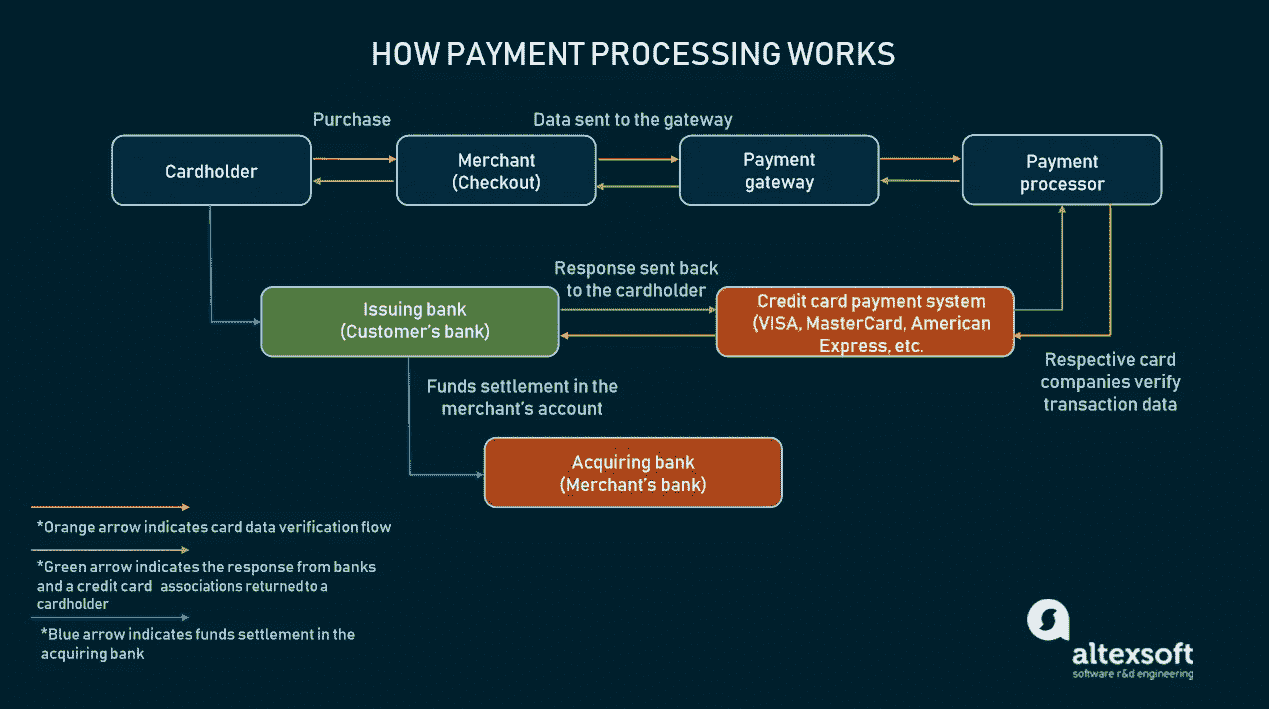 HOW PAYMENT PROCESSING WORKS
Purchase
Data sent to the gateway
Cardholder
Merchant
(Checkout)
Payment
gateway
Payment
processor
Response sent back
to the cardholder
Issuing bank
(Customer's bank)
Credit card payment system
(VISA, MasterCard, American
Express, etc.
Respective card
companies verify
transaction data
Funds settlement in the
merchant's account
Acquiring bank
(Merchant's bank)
*Orange arrow indicates card data verification flow
*Green arrow indicates the response from banks
and a credit card associations returned to a
cardholder
*Blue arrow indicates funds settlement in the
acquiring bank
altexsoft
software r&d engineering